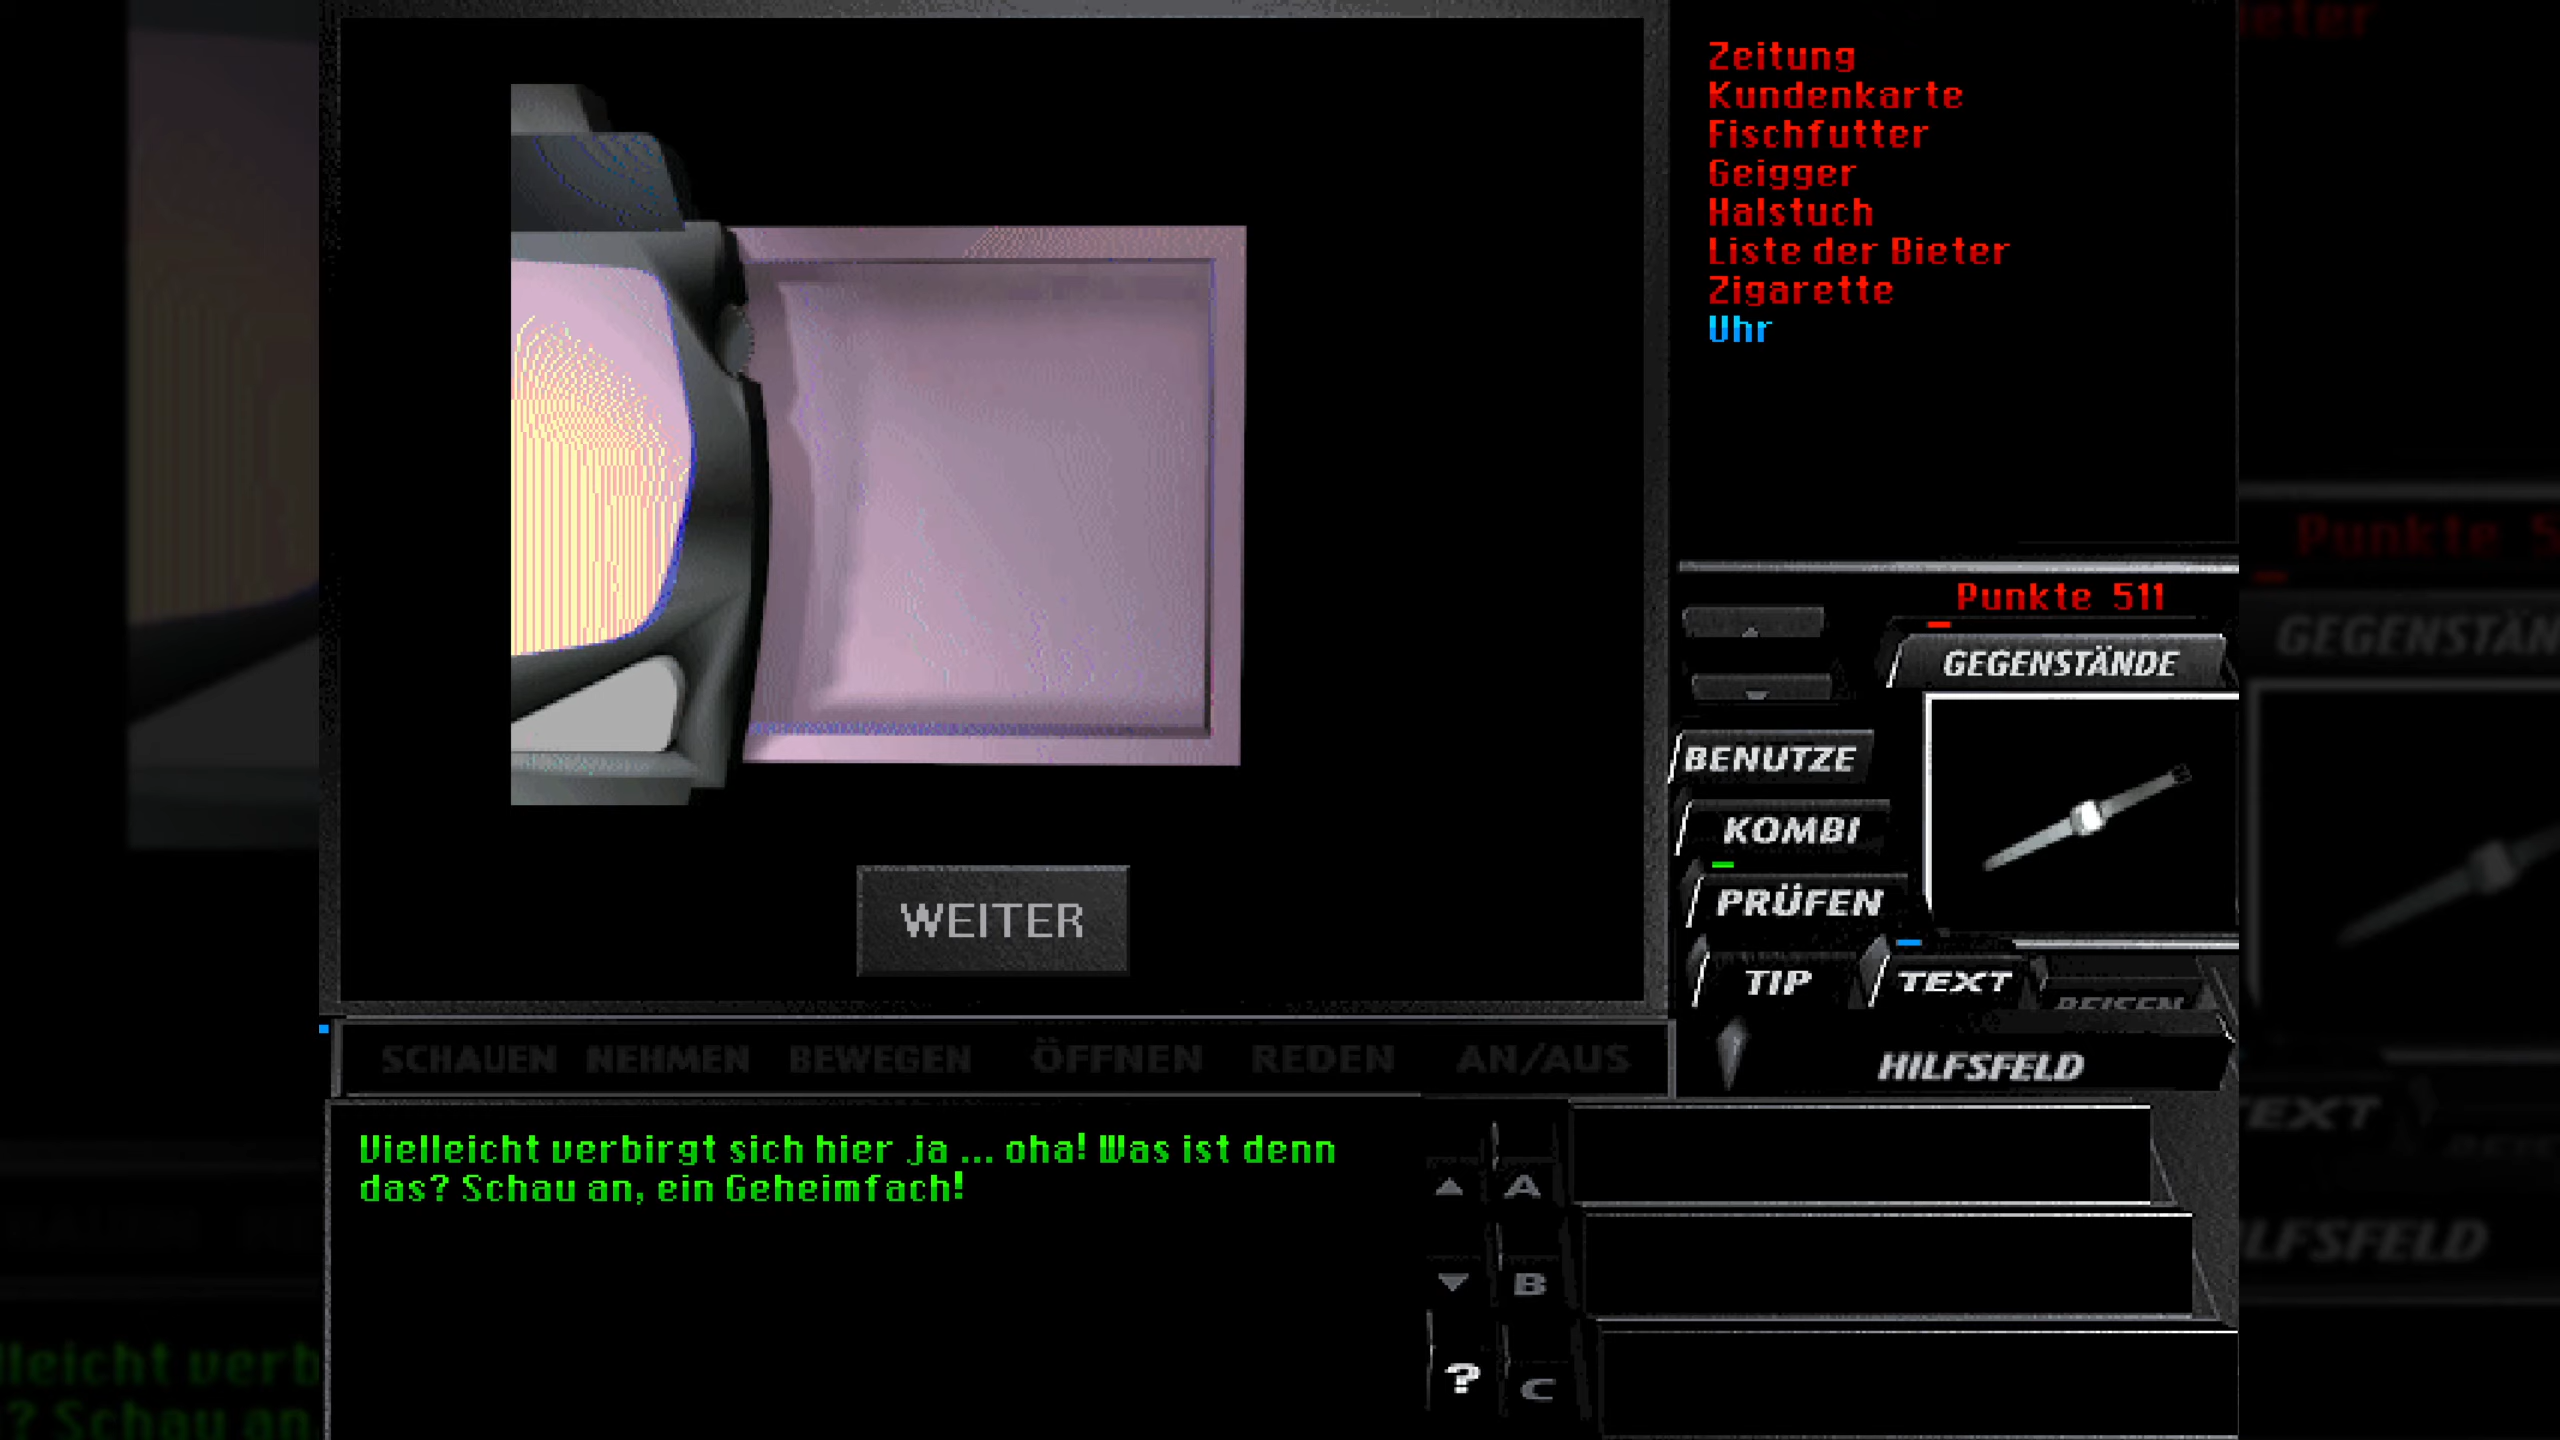 Zeitung
Kundenkarte
Fischfutter
Geigger
Halstuch
Liste der Bieter
Zigarette
Uhr
Punkte 511
GEGENSTÄNDE
BENUTZE
KOMBI
PRÜFEN
TIP
TEXT
REISEN
HILFSFELD
WEITER
SCHAUEN NEHMEN BEWEGEN ÖFFNEN REDEN AN/AUS
Vielleicht verbirgt sich hier ja ... oha! Was ist denn
das? Schau an, ein Geheimfach!
A
B
?
C